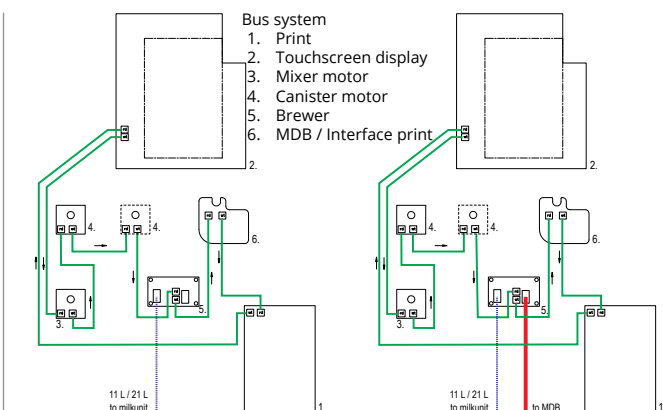 Bus system
1. Print
2. Touchscreen display
3. Mixer motor
4. Canister motor
5. Brewer
6. MDB / Interface print
2.
2.
4.
4.
6.
4.
4.
6.
3.
5.
3.
5.
11 L / 21 L
to milkunit
1.
11 L / 21 L
to milkunit
to MDB
1.